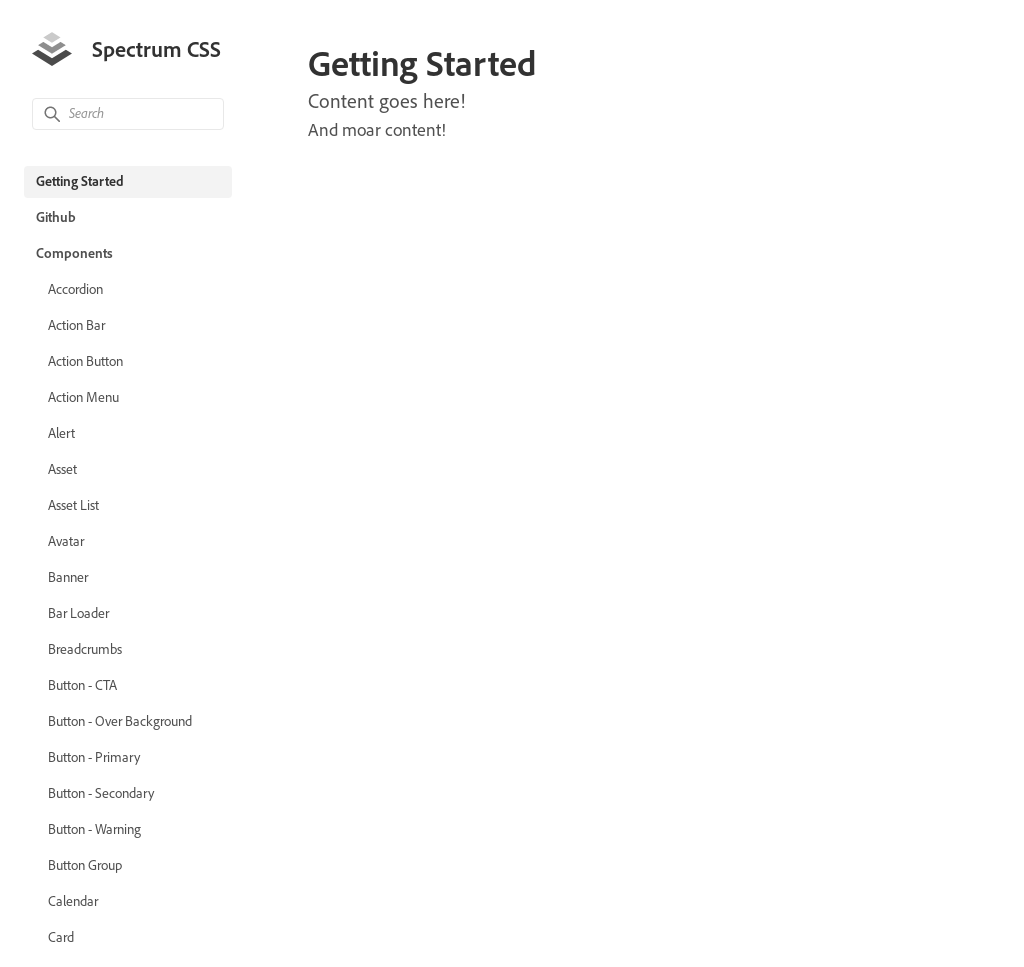 Spectrum CSS
Search
Getting Started
Github
Components
Accordion
Action Bar
Action Button
Action Menu
Alert
Asset
Asset List
Avatar
Banner
Bar Loader
Breadcrumbs
Button - CTA
Button - Over Background
Button - Primary
Button - Secondary
Button - Warning
Button Group
Calendar
Card
Getting Started
Content goes here!
And moar content!